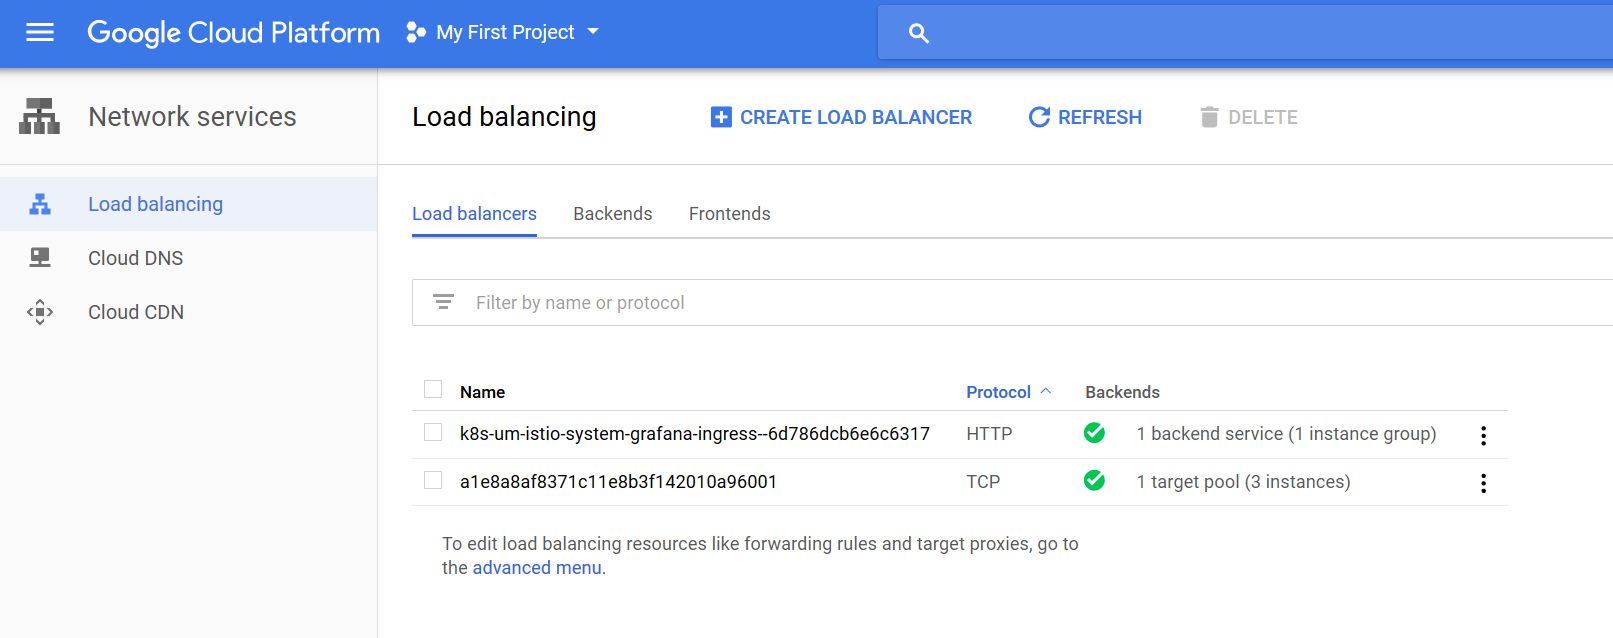 Google Cloud Platform
My First Project
Network services
Load balancing
CREATE LOAD BALANCER
REFRESH
DELETE
Load balancing
Cloud DNS
Cloud CDN
Load balancers
Backends
Frontends
Filter by name or protocol
Name Protocol Backends
k8s-um-istio-system-grafana-ingress--6d786dcb6e6c6317 HTTP 1 backend service (1 instance group)
a1e8a8af8371c11e8b3f142010a96001 TCP 1 target pool (3 instances)
To edit load balancing resources like forwarding rules and target proxies, go to
the advanced menu.